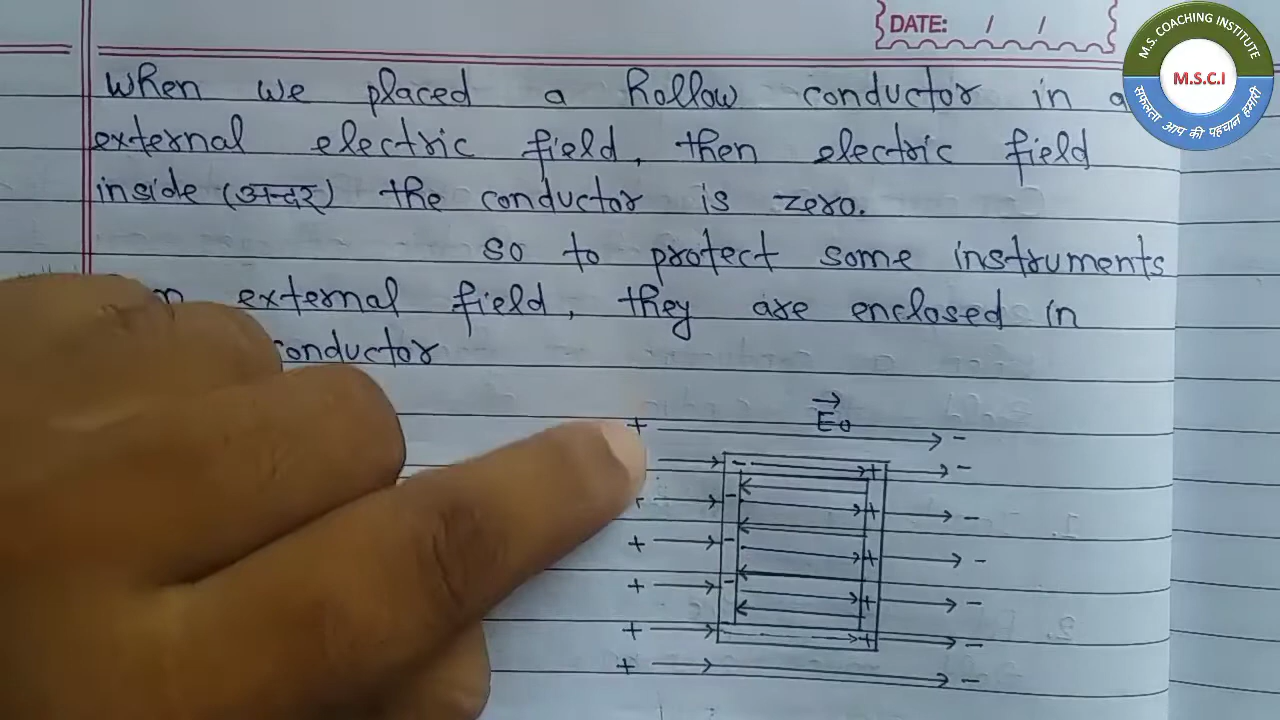 DATE: / /
M.S. COACHING INSTITUTE
M.S.C.I
सफलता आप की पहचान हमारी
When we placed a hollow conductor in a
external electric field, then electric field
inside (अन्दर) the conductor is zero.
so to protect some instruments
external field, they are enclosed in
conductor
E₀
+ -
- + -
+ - + -
+ - + -
+ - + -
+ + -
+ -